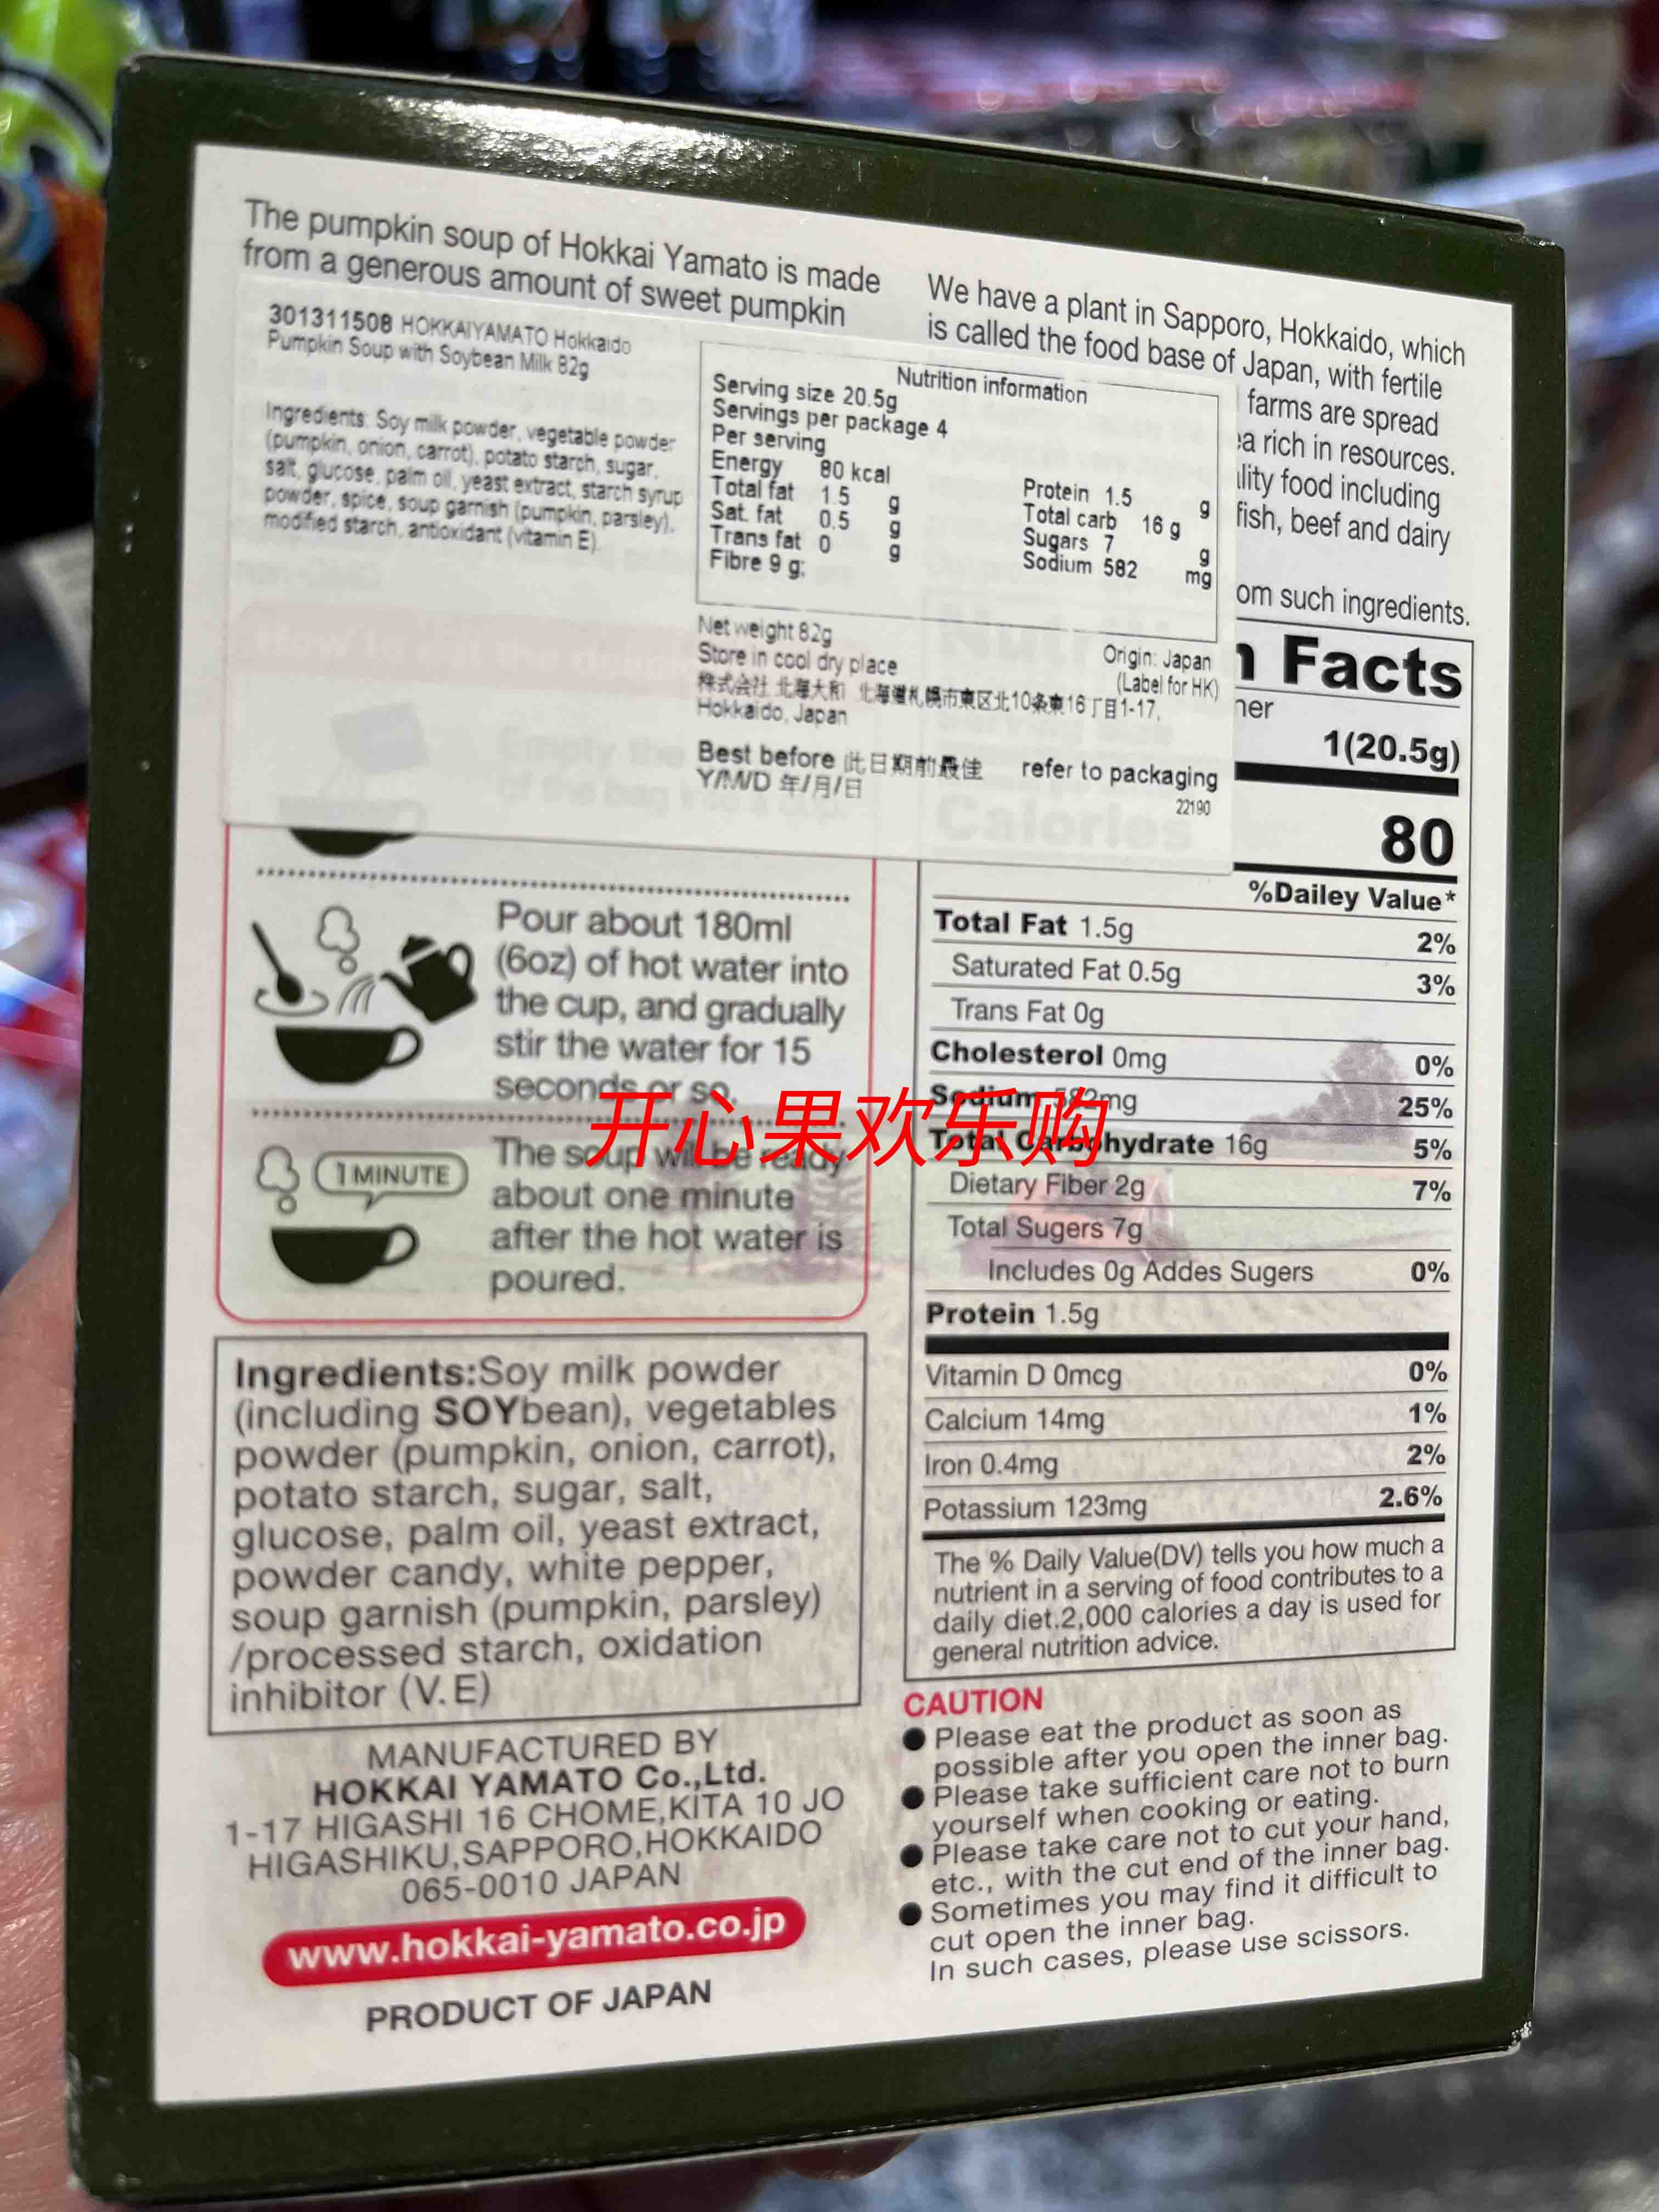 The pumpkin soup of Hokkai Yamato is made
from a generous amount of sweet pumpkin
We have a plant in Sapporo, Hokkaido, which
is called the food base of Japan, with fertile
farms are spread
ea rich in resources.
ality food including
fish, beef and dairy
om such ingredients.
301311508 HOKKAIYAMATO Hokkaido
Pumpkin Soup with Soybean Milk 82g
Ingredients: Soy milk powder, vegetable powder
(pumpkin, onion, carrot), potato starch, sugar,
salt, glucose, palm oil, yeast extract, starch syrup
powder, spice, soup garnish (pumpkin, parsley),
modified starch, antioxidant (vitamin E).
Nutrition information
Serving size 20.5g
Servings per package 4
Per serving
Energy 80 kcal
Total fat 1.5 g
Sat. fat 0.5 g
Trans fat 0 g
Fibre 9 g;
Protein 1.5 g
Total carb 16 g
Sugars 7 g
Sodium 582 mg
Net weight 82g
Store in cool dry place
Origin: Japan
(Label for HK)
株式会社 北海大和 北海道札幌市東区北10条東16丁目1-17,
Hokkaido, Japan
Best before 此日期前最佳 refer to packaging
Y/M/D 年/月/日
22190
Pour about 180ml
(6oz) of hot water into
the cup, and gradually
stir the water for 15
seconds or so.
1 MINUTE
The soup will be ready
about one minute
after the hot water is
poured.
开心果欢乐购
Ingredients:Soy milk powder
(including SOYbean), vegetables
powder (pumpkin, onion, carrot),
potato starch, sugar, salt,
glucose, palm oil, yeast extract,
powder candy, white pepper,
soup garnish (pumpkin, parsley)
/processed starch, oxidation
inhibitor (V.E)
MANUFACTURED BY
HOKKAI YAMATO Co.,Ltd.
1-17 HIGASHI 16 CHOME,KITA 10 JO
HIGASHIKU,SAPPORO,HOKKAIDO
065-0010 JAPAN
www.hokkai-yamato.co.jp
PRODUCT OF JAPAN
n Facts
ner
1(20.5g)
Calories 80
%Dailey Value*
Total Fat 1.5g 2%
Saturated Fat 0.5g 3%
Trans Fat 0g
Cholesterol 0mg 0%
Sodium 582mg 25%
Total Carbohydrate 16g 5%
Dietary Fiber 2g 7%
Total Sugers 7g
Includes 0g Addes Sugers 0%
Protein 1.5g
Vitamin D 0mcg 0%
Calcium 14mg 1%
Iron 0.4mg 2%
Potassium 123mg 2.6%
The % Daily Value(DV) tells you how much a
nutrient in a serving of food contributes to a
daily diet.2,000 calories a day is used for
general nutrition advice.
CAUTION
● Please eat the product as soon as
possible after you open the inner bag.
● Please take sufficient care not to burn
yourself when cooking or eating.
● Please take care not to cut your hand,
etc., with the cut end of the inner bag.
● Sometimes you may find it difficult to
cut open the inner bag.
In such cases, please use scissors.